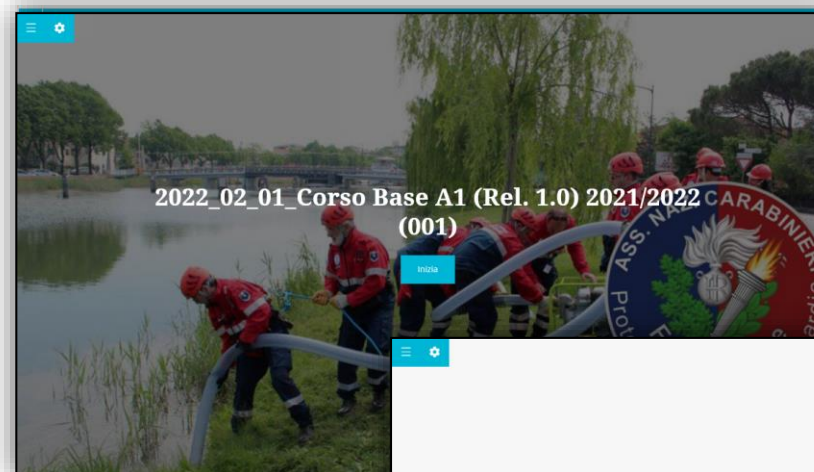 2022_02_01_Corso Base A1 (Rel. 1.0) 2021/2022
(001)
Inizia
ASS. NAZ. CARABINIERI
Prot